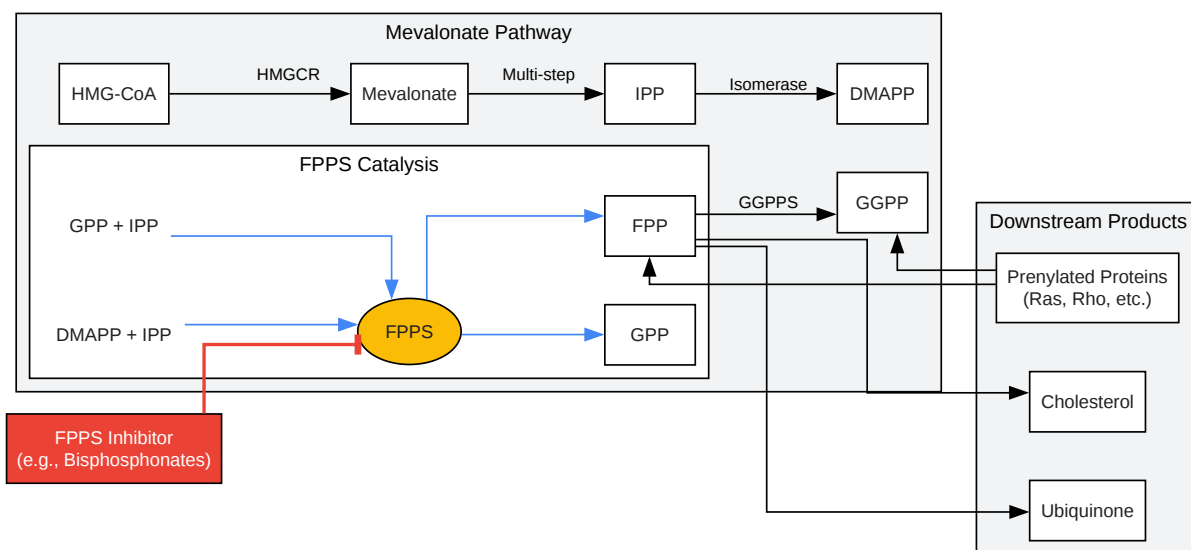 Mevalonate Pathway
HMG-CoA
HMGCR
Mevalonate
Multi-step
IPP
Isomerase
DMAPP
FPPS Catalysis
GPP + IPP
DMAPP + IPP
FPPS
FPP
GPP
GGPPS
GGPP
Downstream Products
Prenylated Proteins
(Ras, Rho, etc.)
Cholesterol
Ubiquinone
FPPS Inhibitor
(e.g., Bisphosphonates)